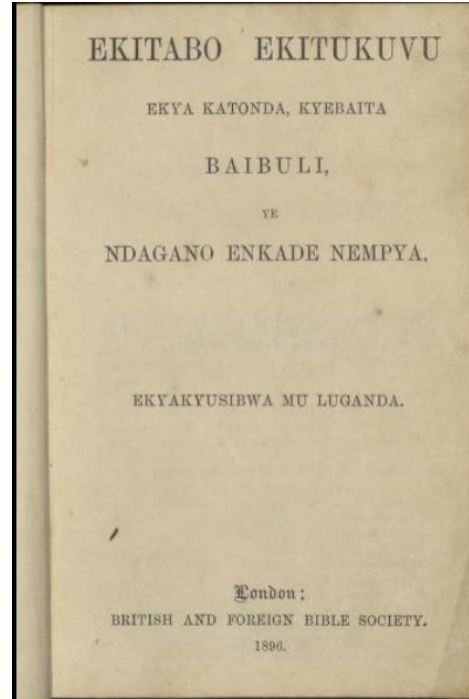 EKITABO EKITUKUVU
EKYA KATONDA, KYEBAITA
BAIBULI,
YE
NDAGANO ENKADE NEMPYA.
EKYAKYUSIBWA MU LUGANDA.
London:
BRITISH AND FOREIGN BIBLE SOCIETY.
1896.